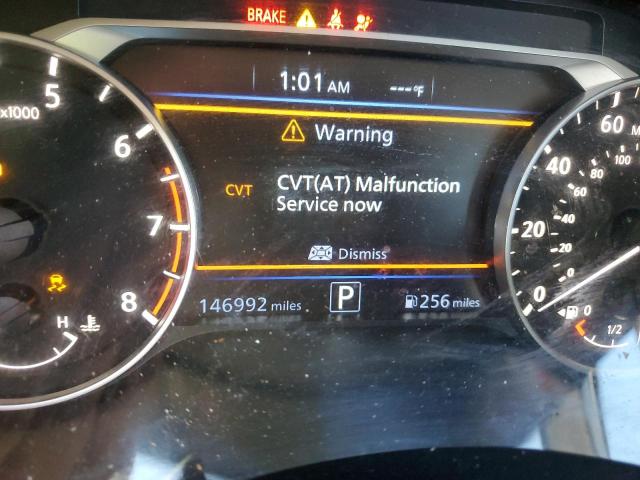 BRAKE
1:01 AM
---°F
x1000
5
6
7
8
H
Warning
CVT
CVT(AT) Malfunction
Service now
Dismiss
146992 miles
P
256 miles
60
40
20
0
100
80
60
40
20
0
0
1/2